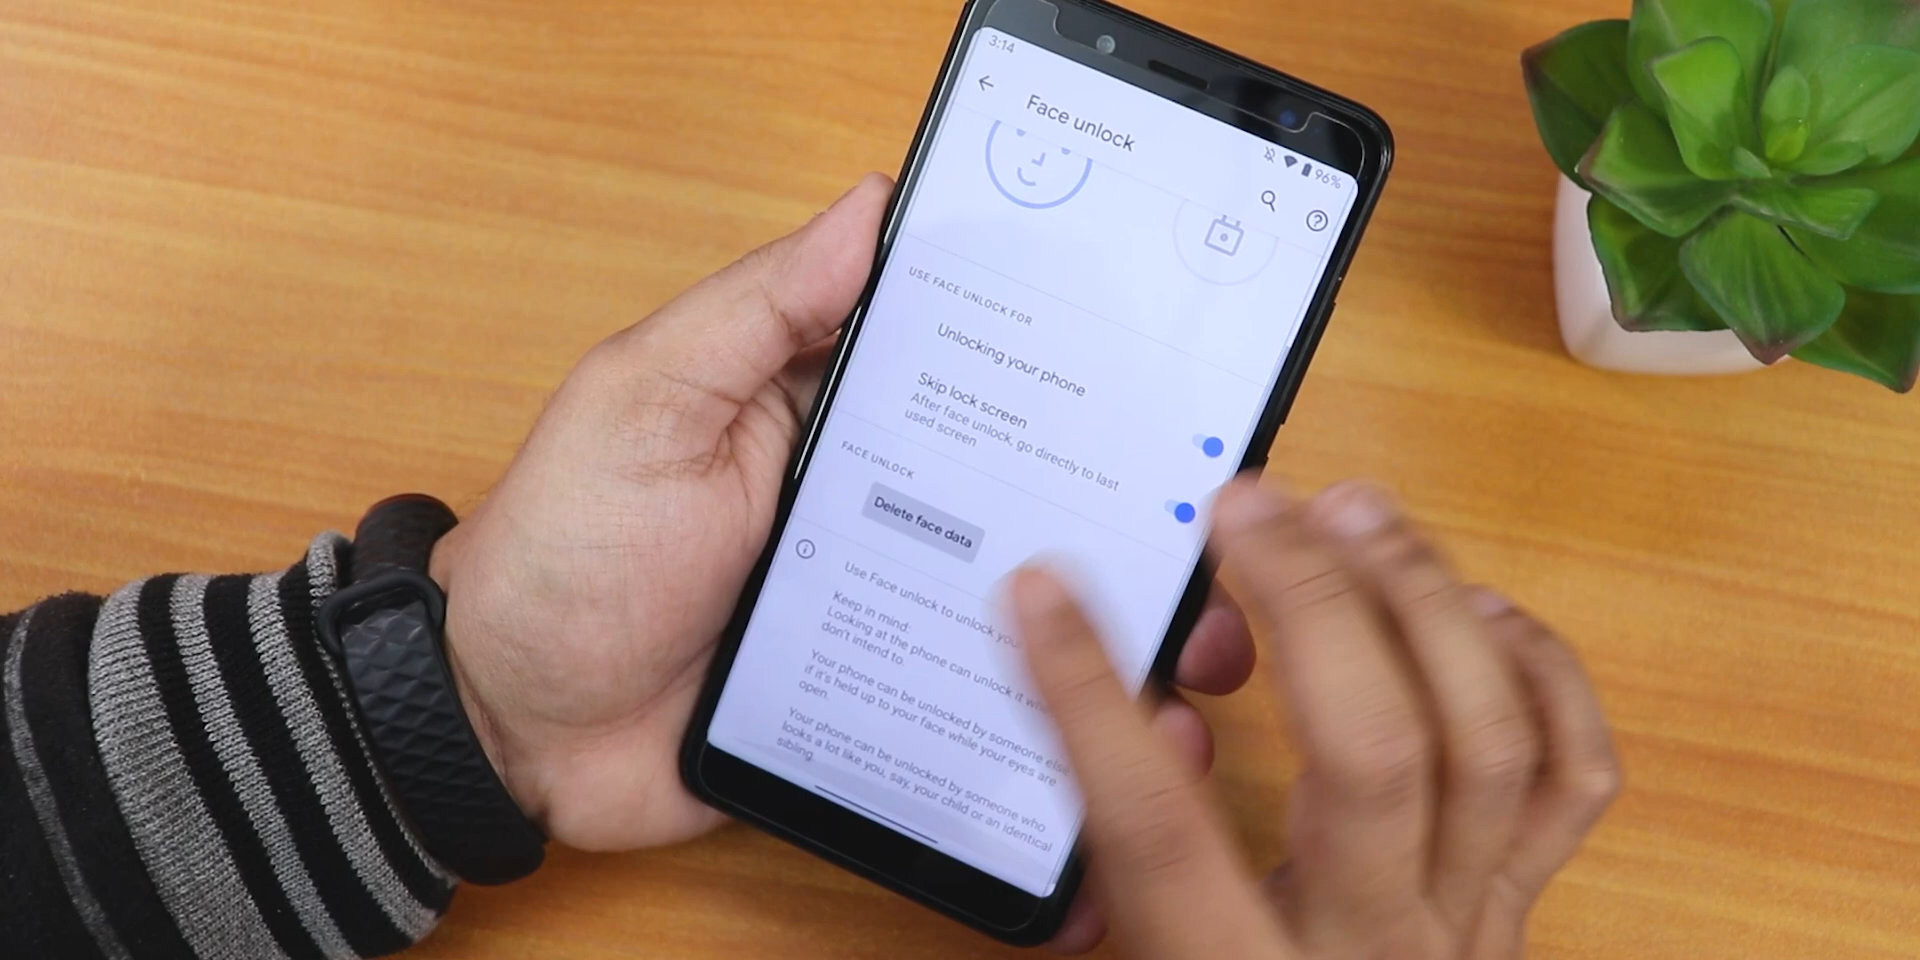 3:14
96%
Face unlock
USE FACE UNLOCK FOR
Unlocking your phone
Skip lock screen
After face unlock, go directly to last
used screen
FACE UNLOCK
Delete face data
Use Face unlock to unlock
Keep in mind:
Looking at the phone can unlock it
don't intend to.
Your phone can be unlocked by someone else
if it's held up to your face while your eyes are
open.
Your phone can be unlocked by someone who
looks a lot like you, say, your child or an identical
sibling.